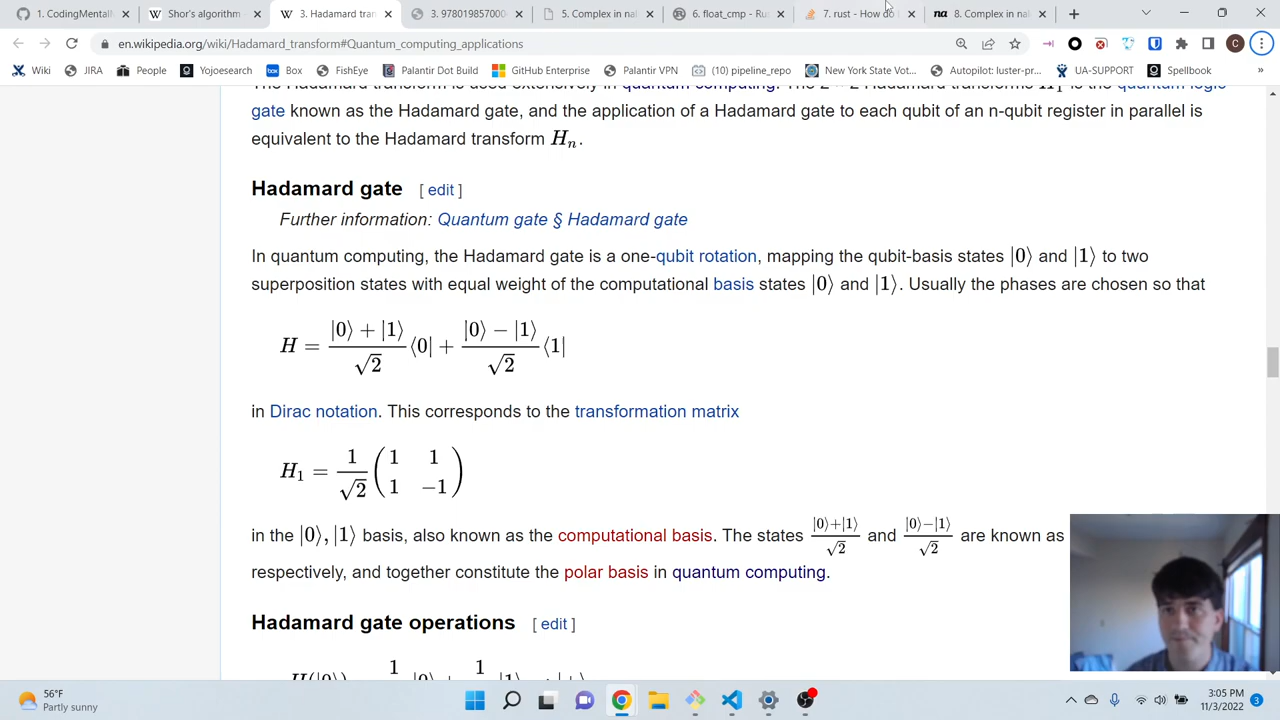 1. CodingMental
Shor's algorithm -
3. Hadamard tran
3. 97801985700
5. Complex in nal
6. float_cmp - Rus
7. rust - How do
8. Complex in nal
en.wikipedia.org/wiki/Hadamard_transform#Quantum_computing_applications
Wiki JIRA People Yojoesearch Box FishEye Palantir Dot Build GitHub Enterprise Palantir VPN (10) pipeline_repo New York State Vot... Autopilot: luster-pr... UA-SUPPORT Spellbook »
gate known as the Hadamard gate, and the application of a Hadamard gate to each qubit of an n-qubit register in parallel is
equivalent to the Hadamard transform Hₙ.
Hadamard gate [ edit ]
Further information: Quantum gate § Hadamard gate
In quantum computing, the Hadamard gate is a one-qubit rotation, mapping the qubit-basis states |0⟩ and |1⟩ to two
superposition states with equal weight of the computational basis states |0⟩ and |1⟩. Usually the phases are chosen so that
H = |0⟩ + |1⟩ / √2 ⟨0| + |0⟩ − |1⟩ / √2 ⟨1|
in Dirac notation. This corresponds to the transformation matrix
H₁ = 1/√2 ( 1 1
1 −1 )
in the |0⟩, |1⟩ basis, also known as the computational basis. The states |0⟩+|1⟩ / √2 and |0⟩−|1⟩ / √2 are known as
respectively, and together constitute the polar basis in quantum computing.
Hadamard gate operations [ edit ]
56°F
Partly sunny
3:05 PM
11/3/2022
3